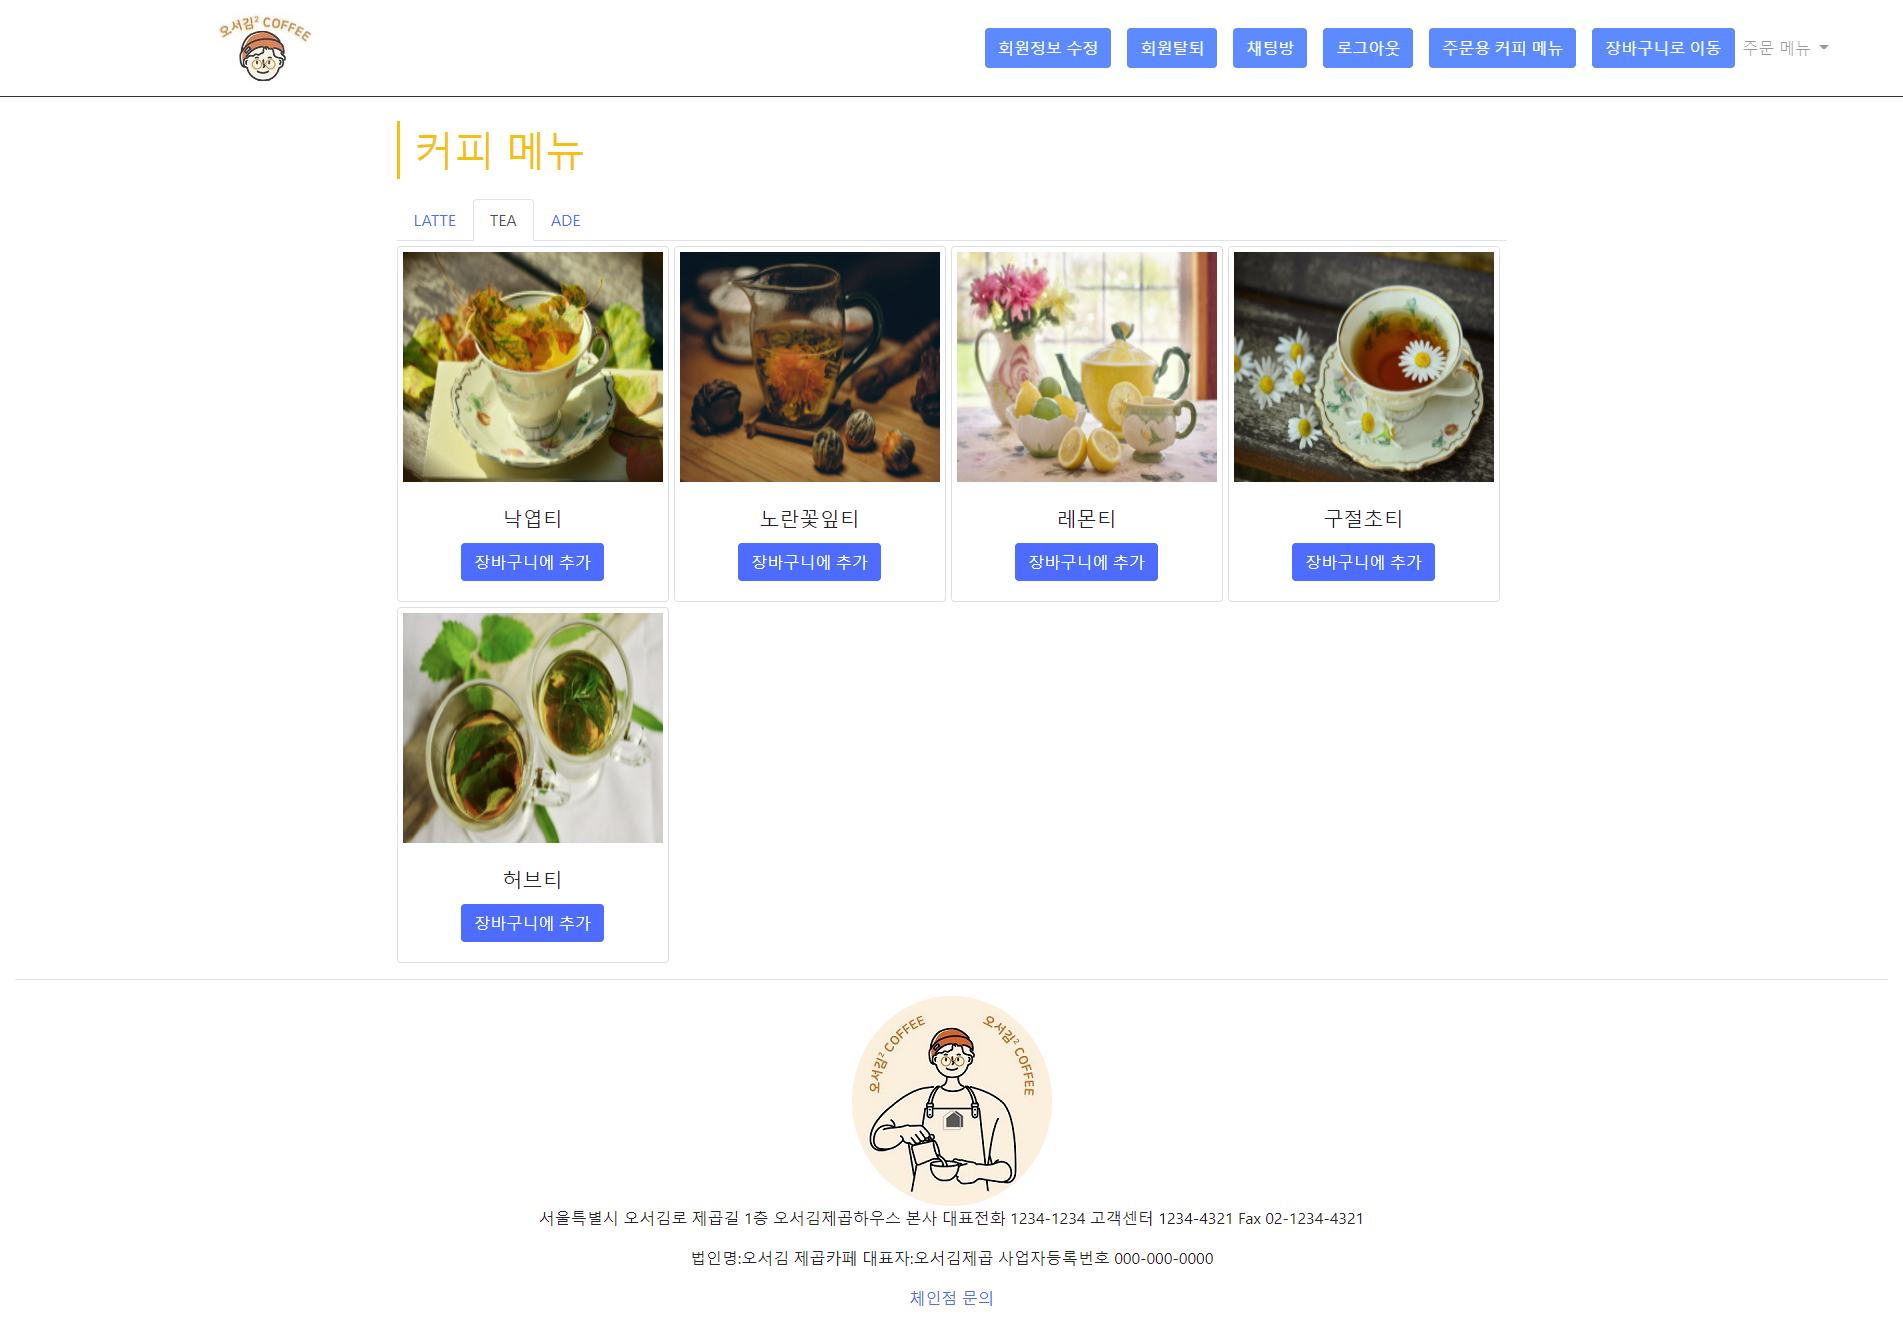 오서김² COFFEE
회원정보 수정 회원탈퇴 채팅방 로그아웃 주문용 커피 메뉴 장바구니로 이동 주문 메뉴
커피 메뉴
LATTE TEA ADE
낙엽티 노란꽃잎티 레몬티 구절초티
장바구니에 추가 장바구니에 추가 장바구니에 추가 장바구니에 추가
허브티
장바구니에 추가
오서김² COFFEE 오서김² COFFEE
서울특별시 오서김로 제곱길 1층 오서김제곱하우스 본사 대표전화 1234-1234 고객센터 1234-4321 Fax 02-1234-4321
법인명:오서김 제곱카페 대표자:오서김제곱 사업자등록번호 000-000-0000
체인점 문의